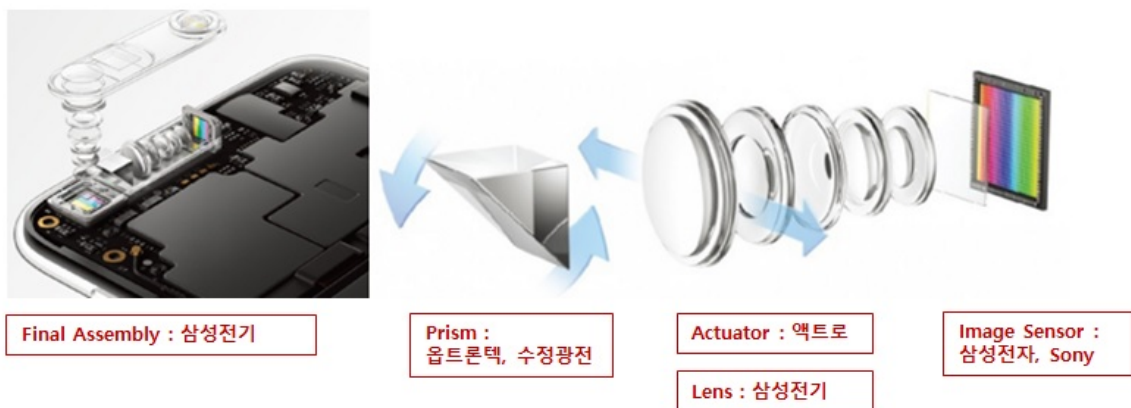 Final Assembly : 삼성전기
Prism :
옵트론텍, 수정광전
Actuator : 액트로
Lens : 삼성전기
Image Sensor :
삼성전자, Sony